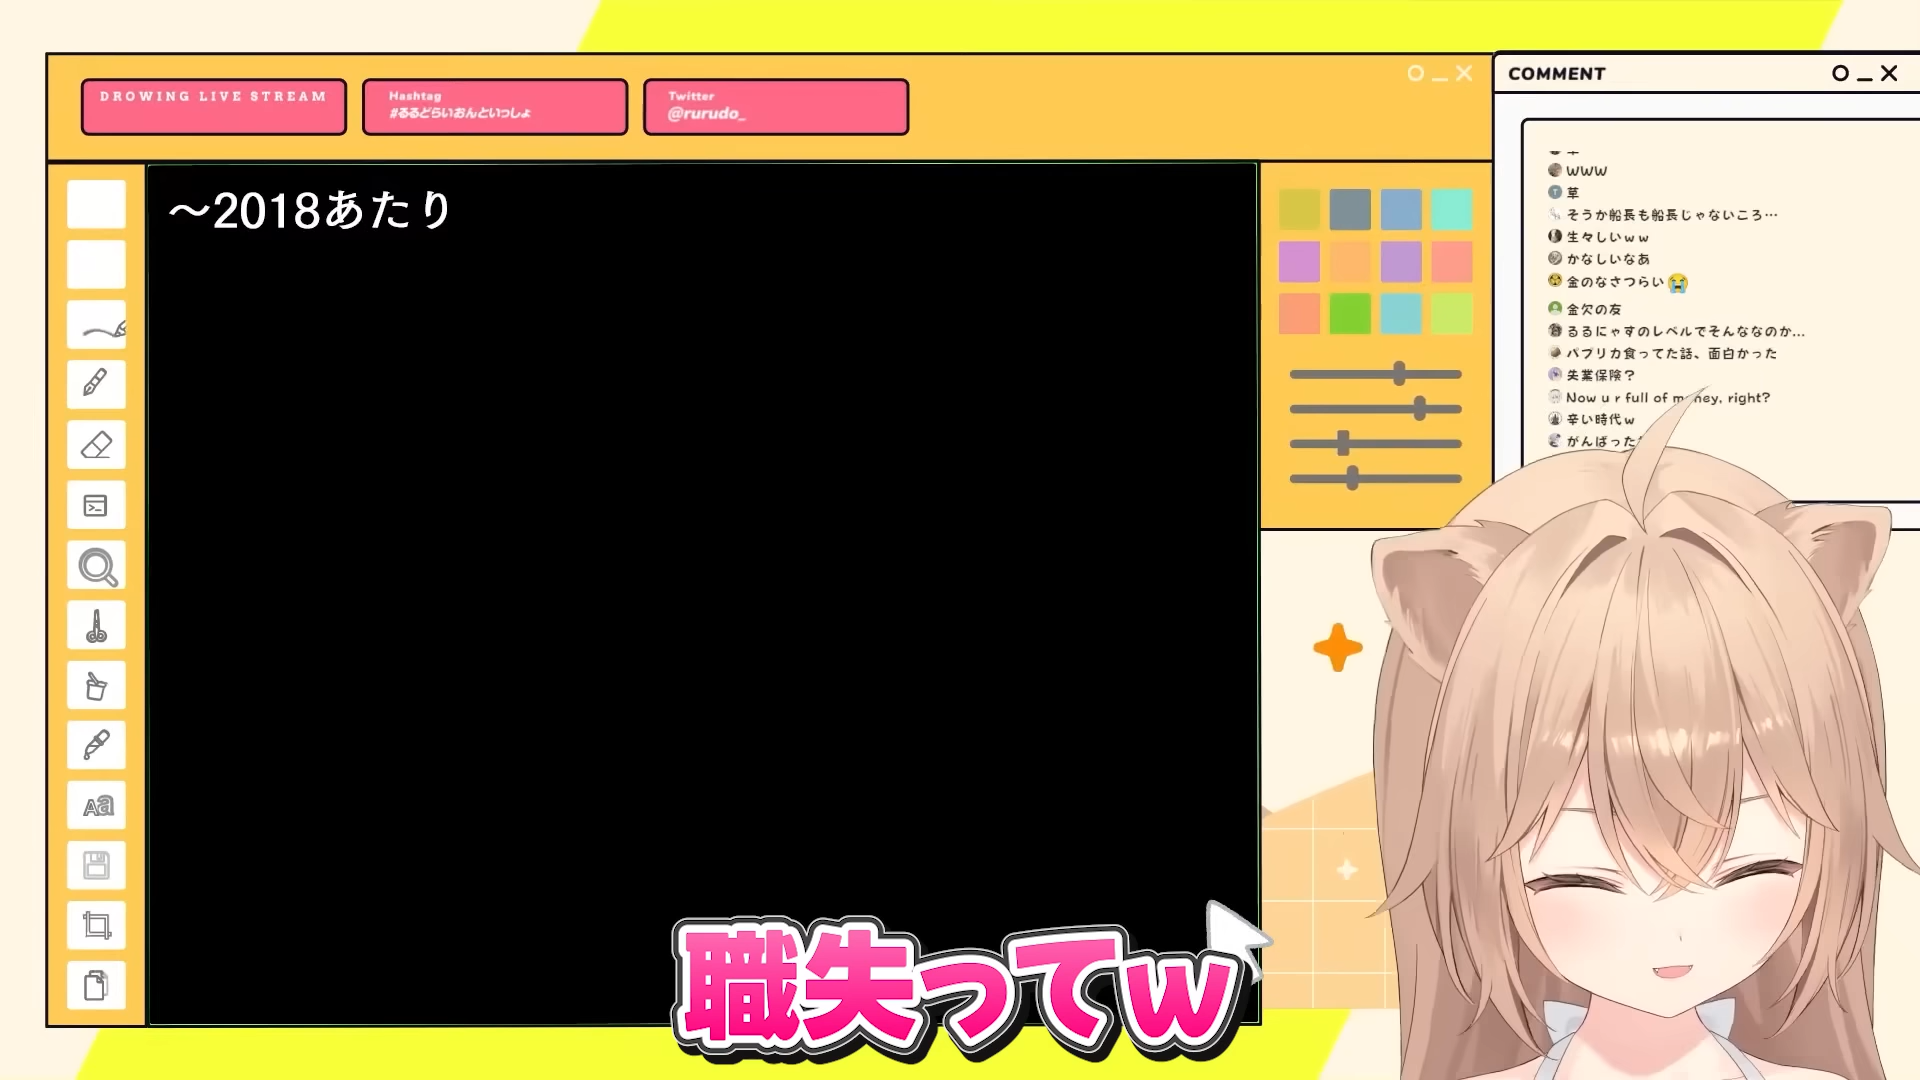 DROWING LIVE STREAM
Hashtag
#るるどらいおんといっしょ
Twitter
@rurudo_
COMMENT
〜2018あたり
www
草
そうか船長も船長じゃないころ…
生々しいｗｗ
かなしいなあ
金のなさつらい😭
金欠の友
るるにゃすのレベルでそんななのか…
パプリカ食ってた話、面白かった
失業保険？
Now u r full of money, right?
辛い時代ｗ
がんばった
Aa
職失ってw